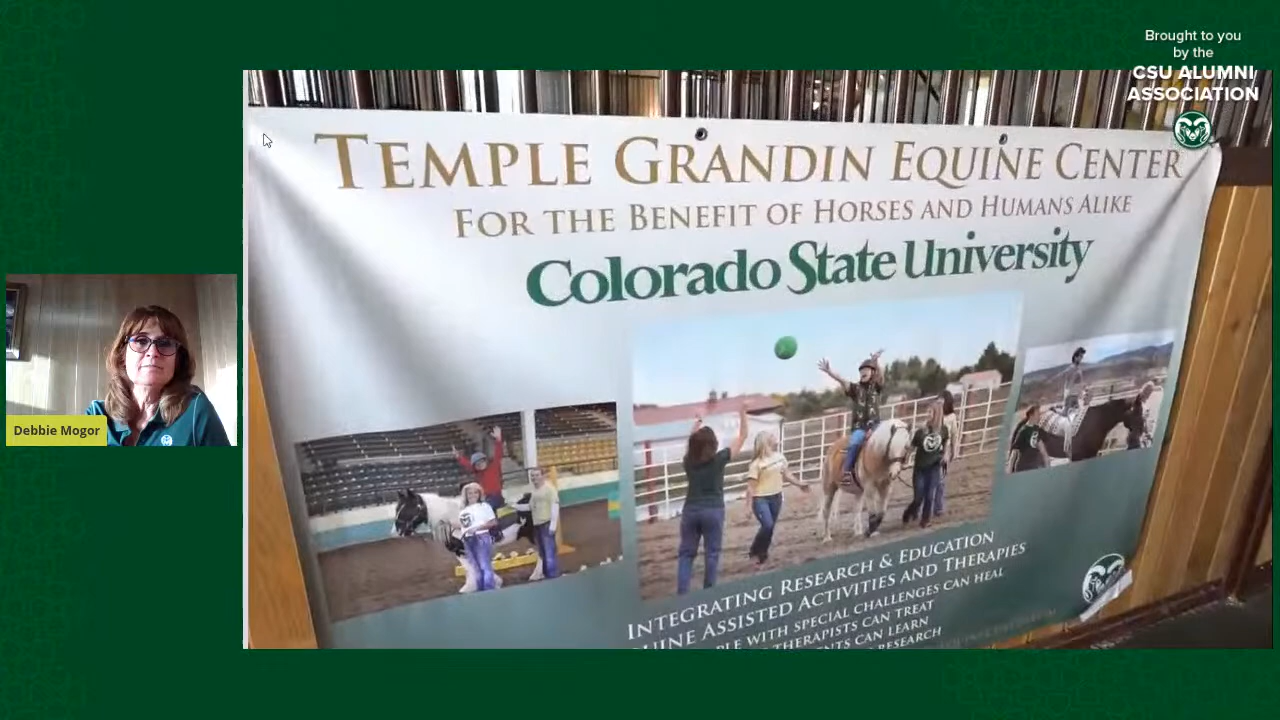 Brought to you
by the
CSU ALUMNI
ASSOCIATION
TEMPLE GRANDIN EQUINE CENTER
FOR THE BENEFIT OF HORSES AND HUMANS ALIKE
Colorado State University
Debbie Mogor
INTEGRATING RESEARCH & EDUCATION
ASSISTED ACTIVITIES AND THERAPIES
WITH SPECIAL CHALLENGES CAN HEAL
THERAPISTS CAN TREAT
CAN LEARN
RESEARCH